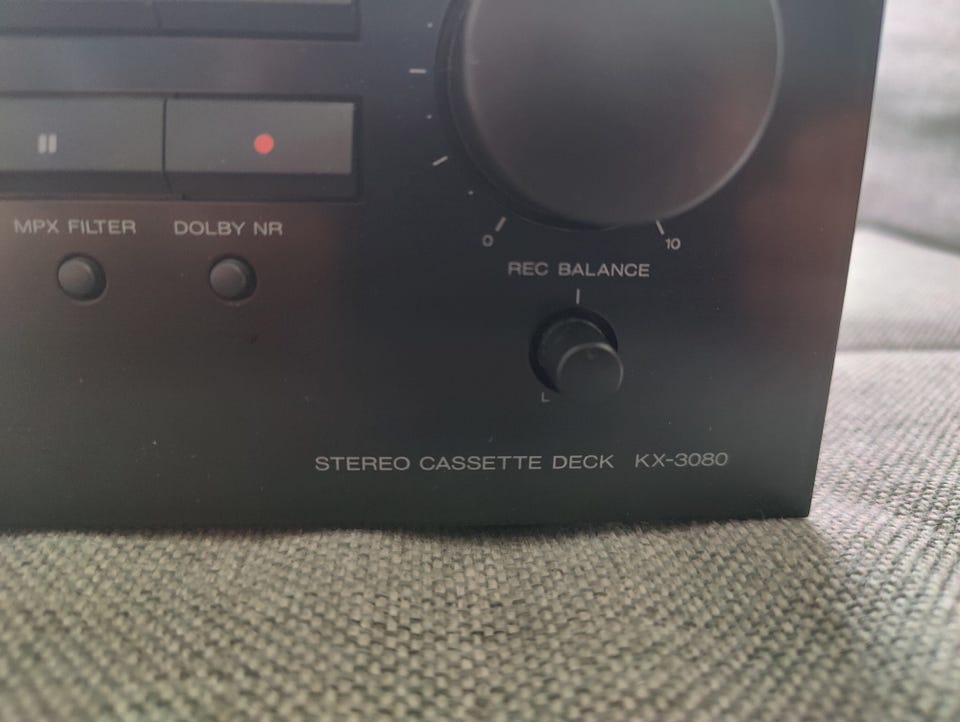 MPX FILTER DOLBY NR
0 10
REC BALANCE
L
STEREO CASSETTE DECK KX-3080